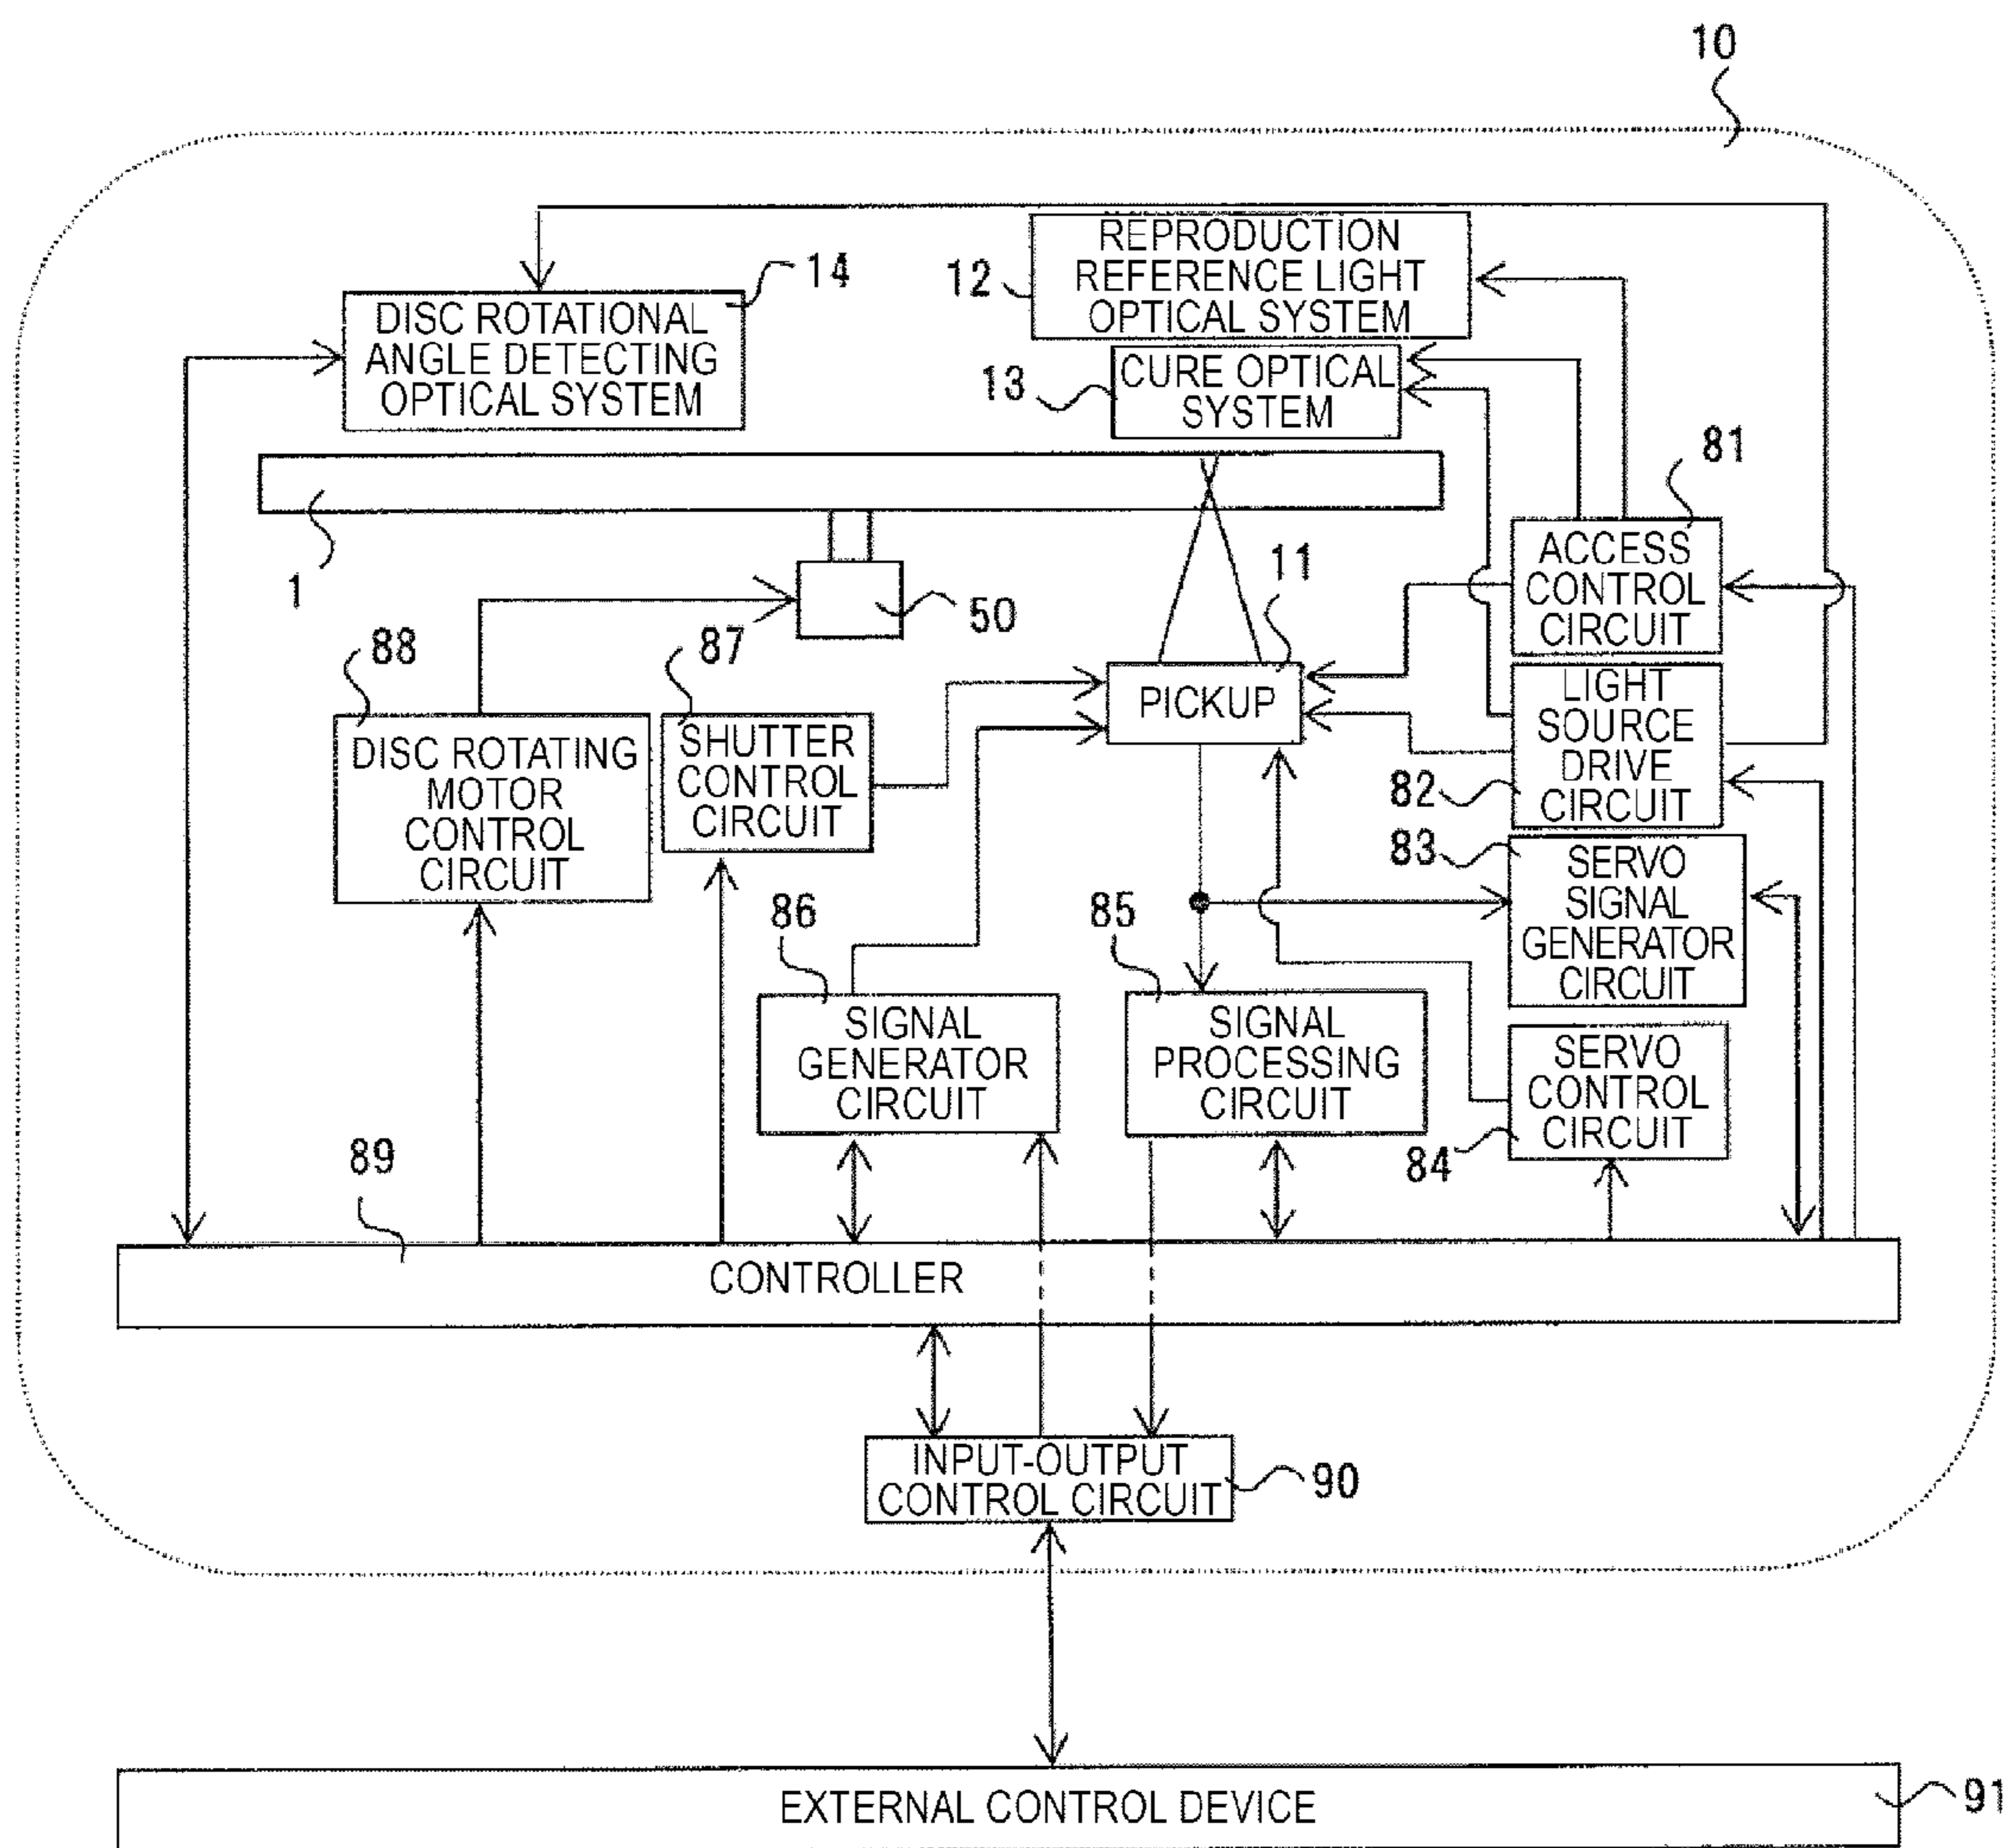 10
REPRODUCTION
REFERENCE LIGHT
OPTICAL SYSTEM
12
14
DISC ROTATIONAL
ANGLE DETECTING
OPTICAL SYSTEM
13
CURE OPTICAL
SYSTEM
81
1
ACCESS
CONTROL
CIRCUIT
11
50
88
87
PICKUP
LIGHT
SOURCE
DRIVE
CIRCUIT
82
DISC ROTATING
MOTOR
CONTROL
CIRCUIT
SHUTTER
CONTROL
CIRCUIT
83
SERVO
SIGNAL
GENERATOR
CIRCUIT
86
85
SIGNAL
GENERATOR
CIRCUIT
SIGNAL
PROCESSING
CIRCUIT
SERVO
CONTROL
CIRCUIT
84
89
CONTROLLER
INPUT-OUTPUT
CONTROL CIRCUIT
90
EXTERNAL CONTROL DEVICE
91